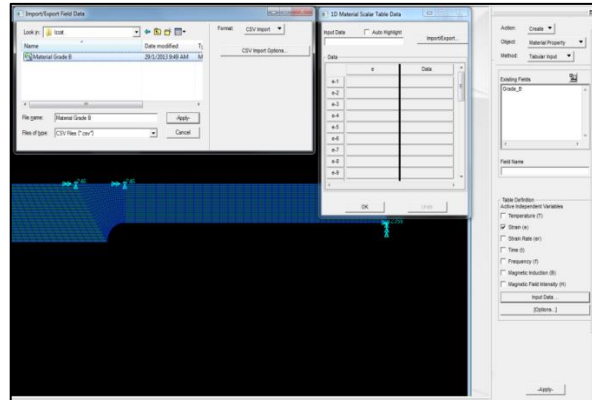 Import/Export Field Data
Look in:
Name
Date modified
Material Grade B
29/1/2013 9:49 AM
File name:
Material Grade B
Apply
Files of type:
CSV Files (*.csv)
Cancel
Format:
CSV Import
CSV Import Options...
1D Material Scalar Table Data
Input Data
Auto Highlight
Import/Export...
Data
e
Data
e-1
e-2
e-3
e-4
e-5
e-6
e-7
e-8
e-9
OK
Undo
Action:
Create
Object:
Material Property
Method:
Tabular Input
Existing Fields
Grade_B
Field Name
Table Definition
Active Independent Variables
Temperature (T)
Strain (e)
Strain Rate (er)
Time (t)
Frequency (f)
Magnetic Induction (B)
Magnetic Field Intensity (H)
Input Data...
[Options...]
-Apply-